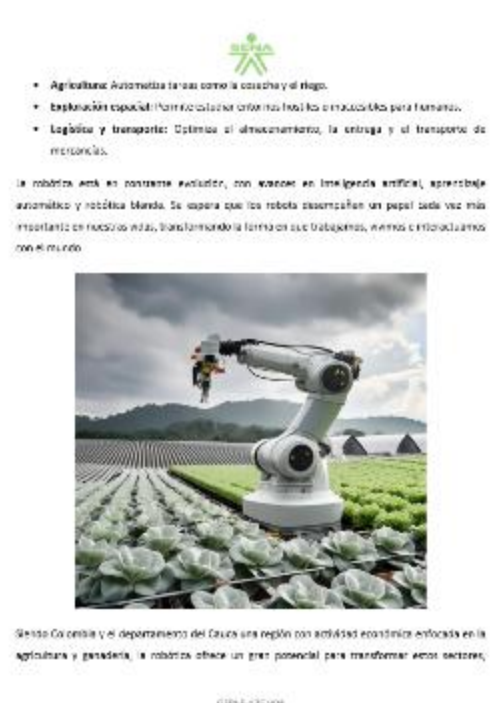 SENA
• Agricultura: Automatiza tareas como la cosecha y el riego.
• Exploración espacial: Permite estudiar entornos hostiles o inaccesibles para humanos.
• Logística y transporte: Optimiza el almacenamiento, la entrega y el transporte de
mercancías.
La robótica está en constante evolución, con avances en inteligencia artificial, aprendizaje
automático y robótica blanda. Se espera que los robots desempeñen un papel cada vez más
importante en nuestras vidas, transformando la forma en que trabajamos, vivimos e interactuamos
con el mundo.
Siendo Colombia y el departamento del Cauca una región con actividad económica enfocada en la
agricultura y ganadería, la robótica ofrece un gran potencial para transformar estos sectores,